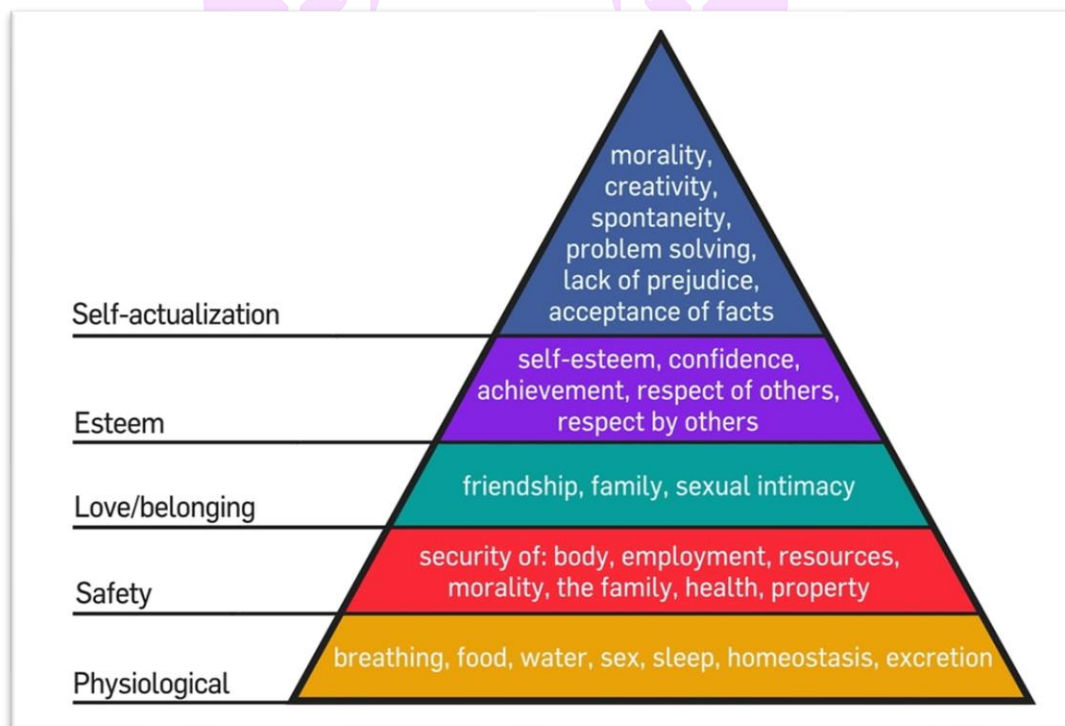 morality,
creativity,
spontaneity,
problem solving,
lack of prejudice,
acceptance of facts
Self-actualization
self-esteem, confidence,
achievement, respect of others,
respect by others
Esteem
friendship, family, sexual intimacy
Love/belonging
security of: body, employment, resources,
morality, the family, health, property
Safety
breathing, food, water, sex, sleep, homeostasis, excretion
Physiological